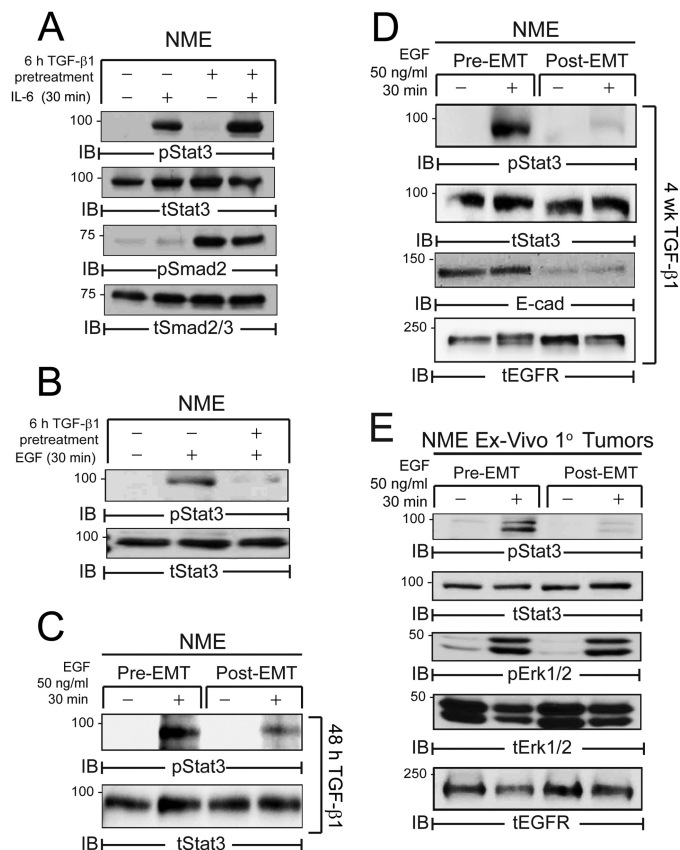 A
NME
6 h TGF-β1
pretreatment
– – + +
IL-6 (30 min) – + – +
100
IB pStat3
100
IB tStat3
75
IB pSmad2
75
IB tSmad2/3
B
NME
6 h TGF-β1
pretreatment
– – +
EGF (30 min) – + +
100
IB pStat3
100
IB tStat3
C
NME
EGF
50 ng/ml
30 min
Pre-EMT Post-EMT
– + – +
100
IB pStat3
100
IB tStat3
48 h TGF-β1
D
NME
EGF
50 ng/ml
30 min
Pre-EMT Post-EMT
– + – +
100
IB pStat3
100
IB tStat3
150
IB E-cad
250
IB tEGFR
4 wk TGF-β1
E
NME Ex-Vivo 1° Tumors
EGF
50 ng/ml
30 min
Pre-EMT Post-EMT
– + – +
100
IB pStat3
100
IB tStat3
50
IB pErk1/2
50
IB tErk1/2
250
IB tEGFR